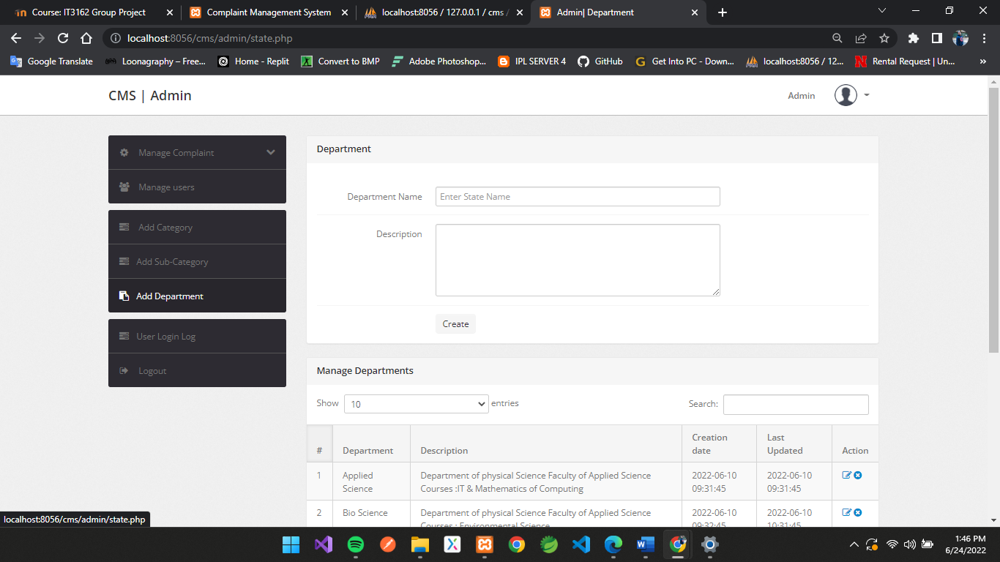 Course: IT3162 Group Project
Complaint Management System
localhost:8056 / 127.0.0.1 / cms /
Admin| Department
localhost:8056/cms/admin/state.php
Google Translate
Loonagraphy – Free...
Home - Replit
Convert to BMP
Adobe Photoshop...
IPL SERVER 4
GitHub
Get Into PC - Down...
localhost:8056 / 12...
Rental Request | Un...
»
CMS | Admin
Admin
Manage Complaint
Manage users
Add Category
Add Sub-Category
Add Department
User Login Log
Logout
Department
Department Name
Enter State Name
Description
Create
Manage Departments
Show 10 entries
Search:
# Department Description Creation date Last Updated Action
1 Applied Science Department of physical Science Faculty of Applied Science
Courses :IT & Mathematics of Computing 2022-06-10 09:31:45 2022-06-10 09:31:45
2 Bio Science Department of physical Science Faculty of Applied Science
Courses : Environmental Science 2022-06-10 09:32:45 2022-06-10 10:31:45
localhost:8056/cms/admin/state.php
1:46 PM
6/24/2022